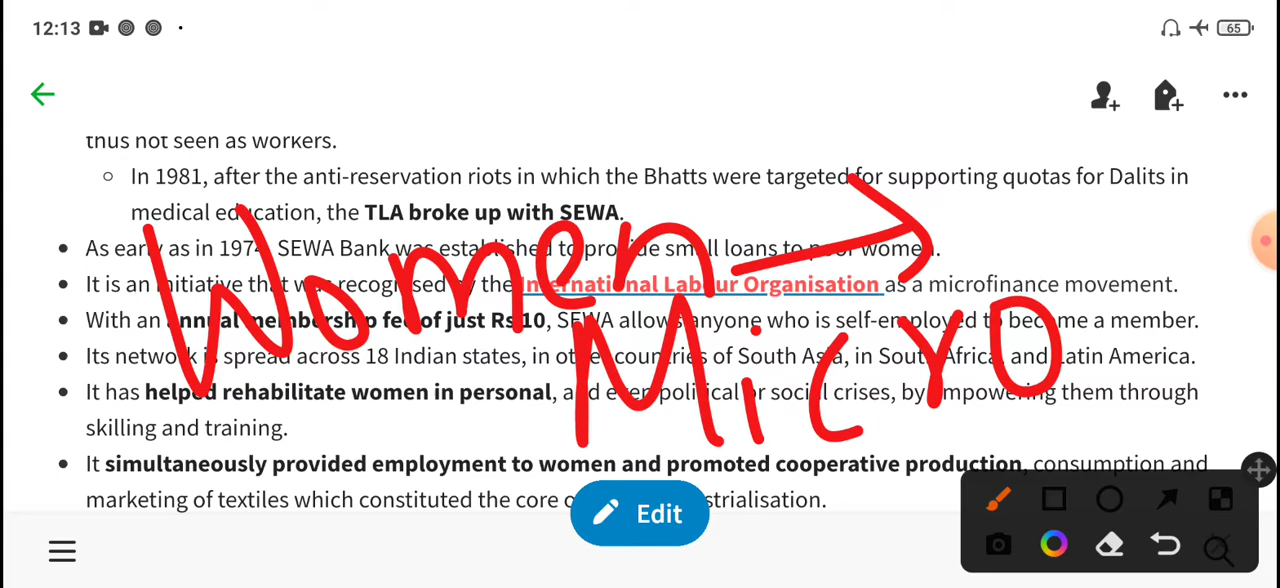 12:13
65
thus not seen as workers.
In 1981, after the anti-reservation riots in which the Bhatts were targeted for supporting quotas for Dalits in
medical education, the TLA broke up with SEWA.
As early as in 1974, SEWA Bank was established to provide small loans to poor women.
It is an initiative that was recognised by the International Labour Organisation as a microfinance movement.
With an annual membership fee of just Rs 10, SEWA allows anyone who is self-employed to become a member.
Its network is spread across 18 Indian states, in other countries of South Asia, in South Africa, and Latin America.
It has helped rehabilitate women in personal, and even political or social crises, by empowering them through
skilling and training.
It simultaneously provided employment to women and promoted cooperative production, consumption and
marketing of textiles which constituted the core
Women →
Micro
Edit